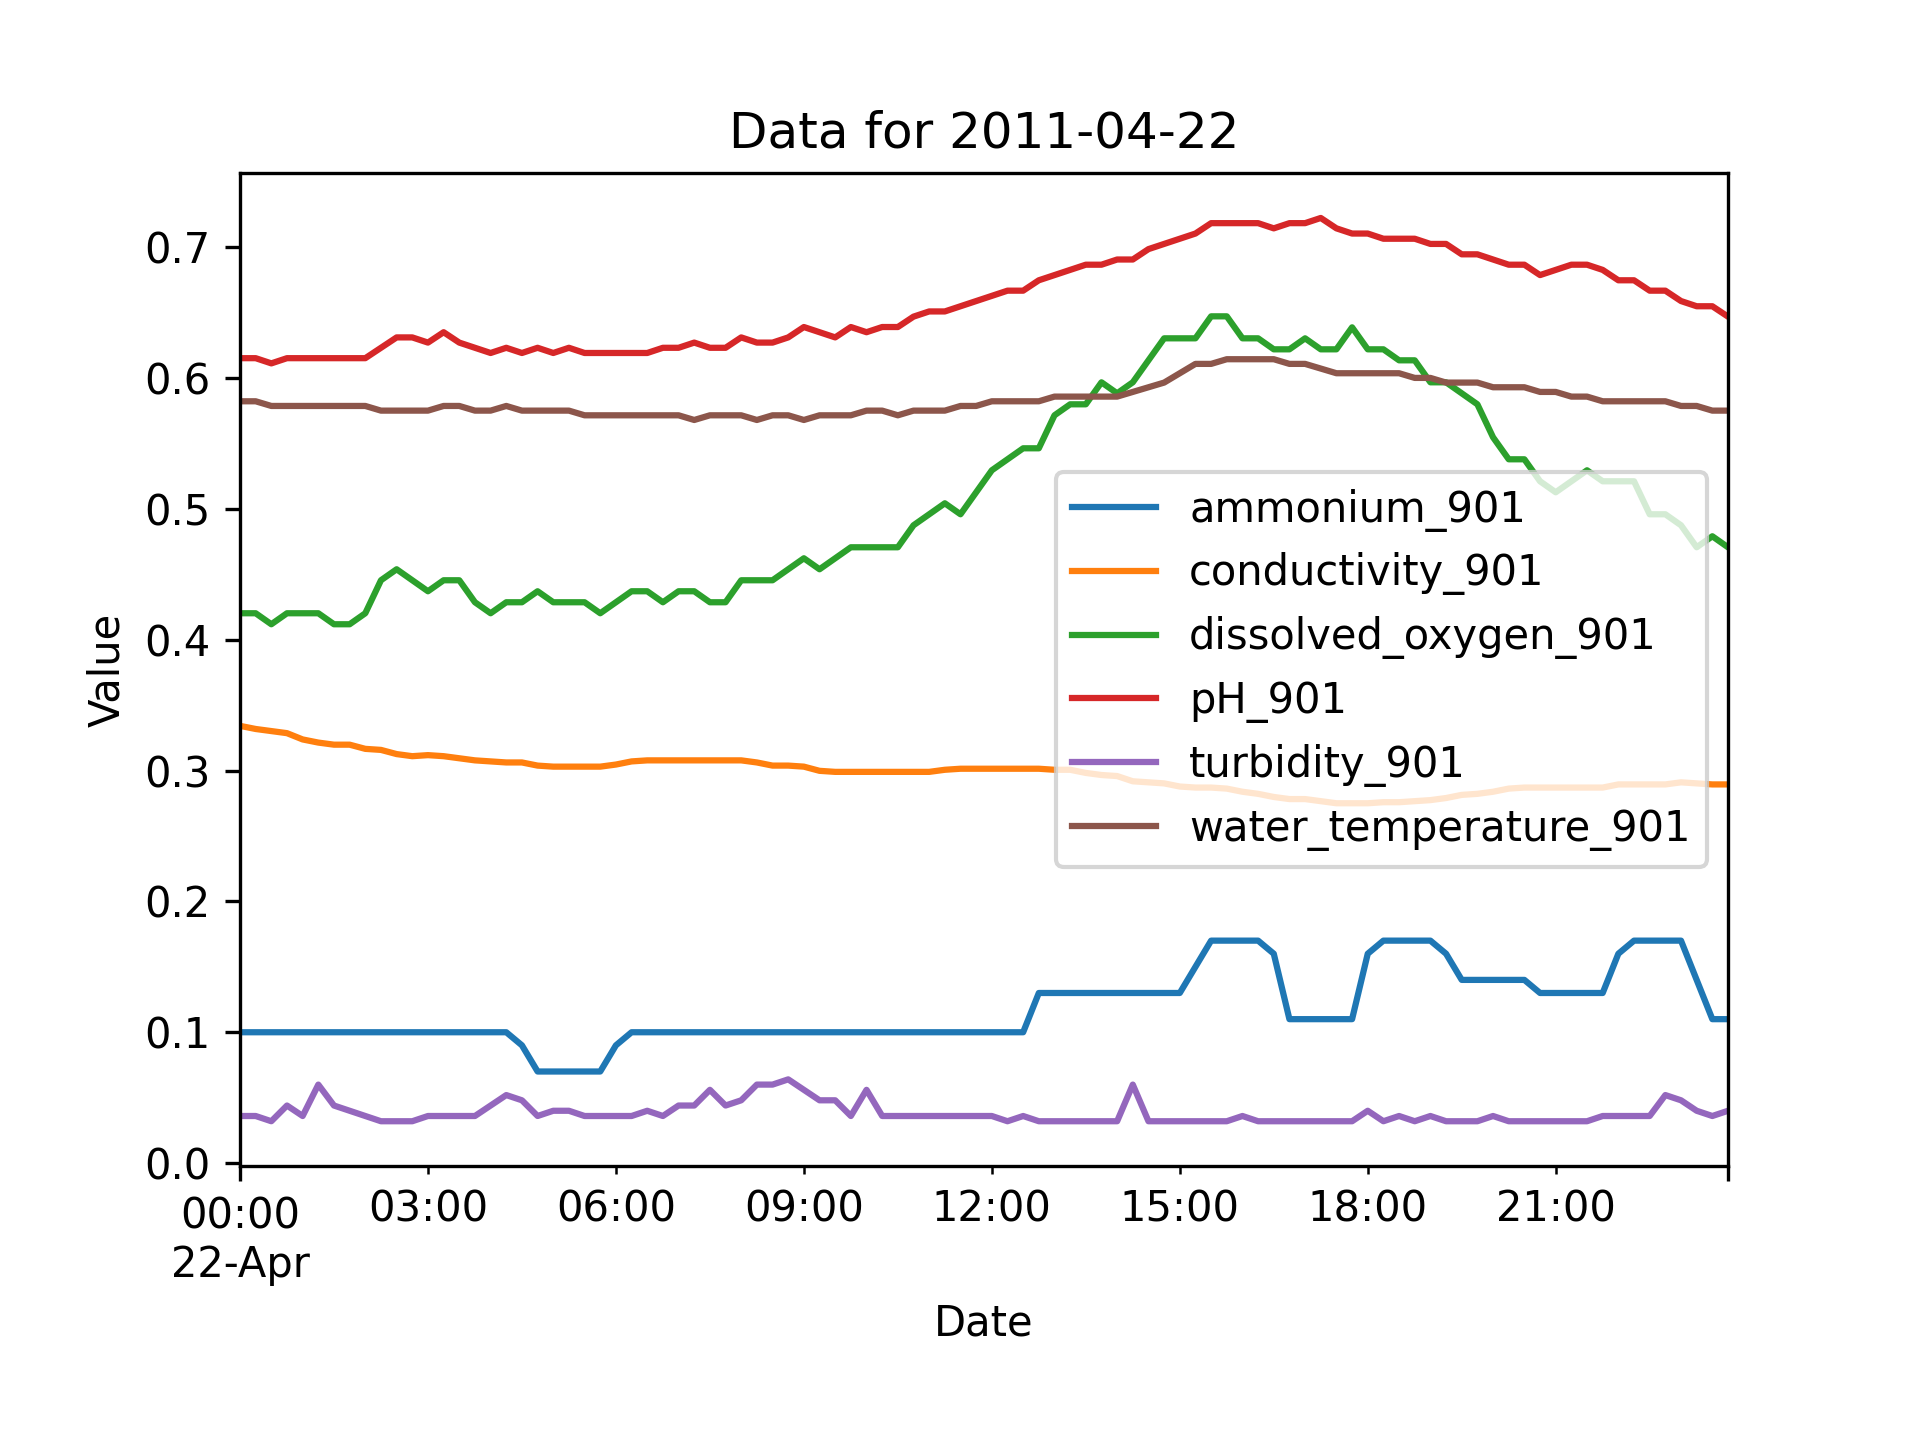 Data for 2011-04-22
Value
0.7
0.6
0.5
0.4
0.3
0.2
0.1
0.0
ammonium_901
conductivity_901
dissolved_oxygen_901
pH_901
turbidity_901
water_temperature_901
00:00 03:00 06:00 09:00 12:00 15:00 18:00 21:00
22-Apr
Date